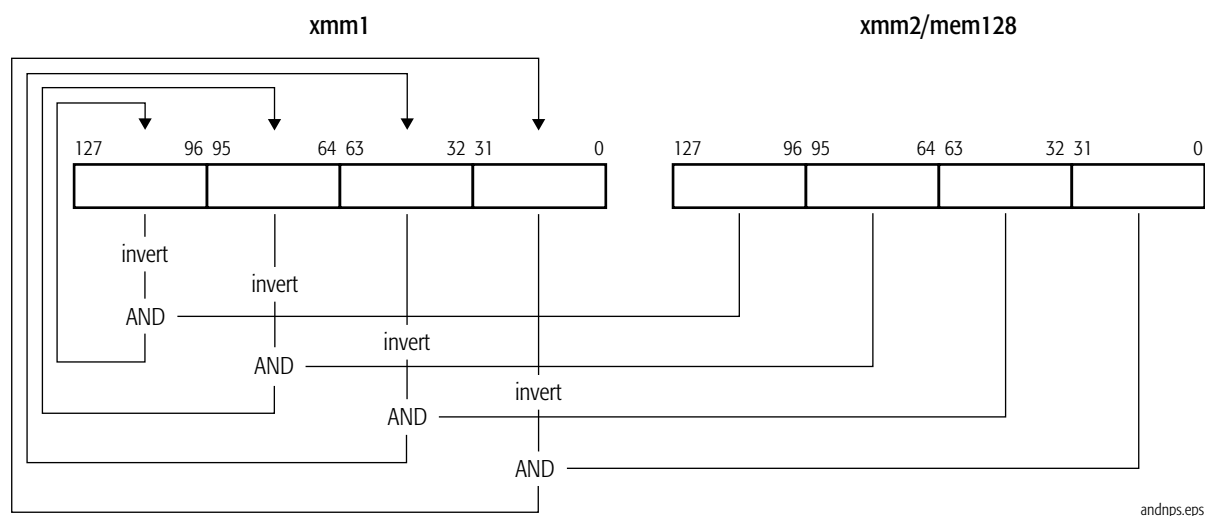 xmm1 xmm2/mem128
127 96 95 64 63 32 31 0 127 96 95 64 63 32 31 0
invert
invert
AND
invert
AND
invert
AND
AND
andnps.eps